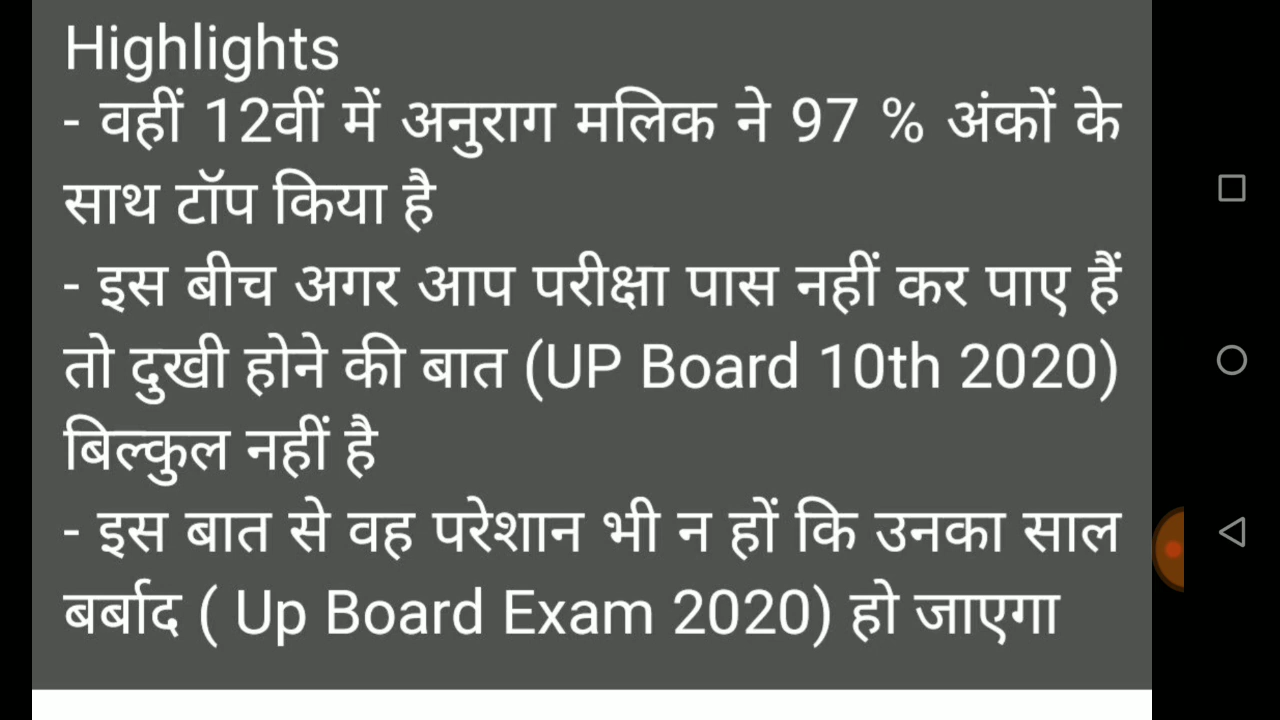 Highlights
- वहीं 12वीं में अनुराग मलिक ने 97 % अंकों के
साथ टॉप किया है
- इस बीच अगर आप परीक्षा पास नहीं कर पाए हैं
तो दुखी होने की बात (UP Board 10th 2020)
बिल्कुल नहीं है
- इस बात से वह परेशान भी न हों कि उनका साल
बर्बाद ( Up Board Exam 2020) हो जाएगा